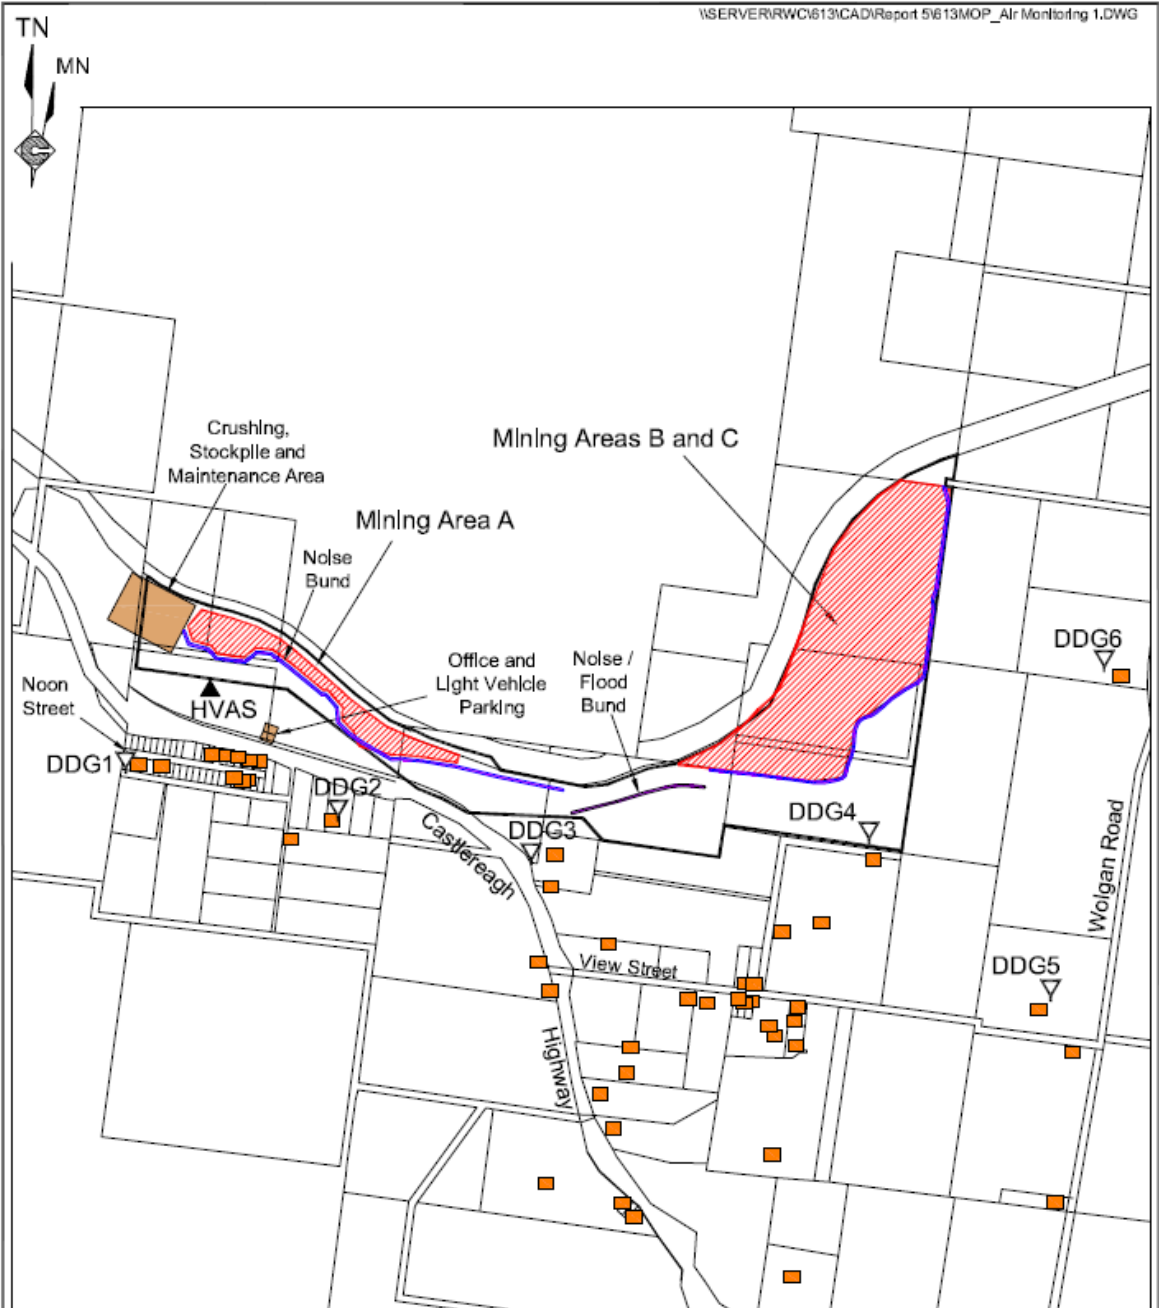 \\SERVER\RWC\613\CAD\Report 5\613MOP_Air Monitoring 1.DWG
TN
MN
Crushing,
Stockpile and
Maintenance Area
Mining Areas B and C
Mining Area A
Noise
Bund
Office and
Light Vehicle
Parking
Noise /
Flood
Bund
DDG6
Noon
Street
HVAS
DDG1
DDG2
DDG3
DDG4
Castlereagh
Wolgan Road
View Street
DDG5
Highway